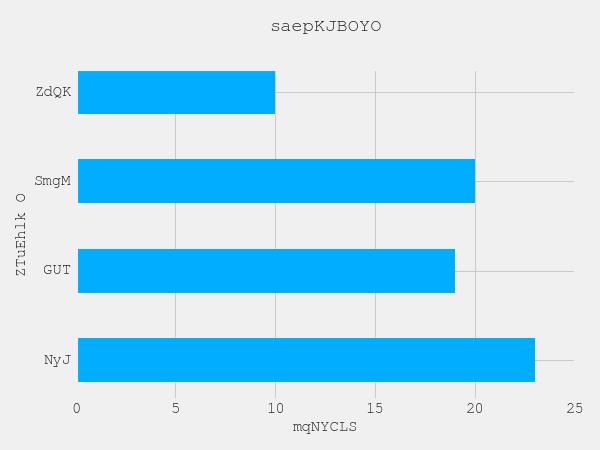 saepKJBOYO
ZdQK
SmgM
GUT
NyJ
ZTuEhlk O
0 5 10 15 20 25
mqNYCLS